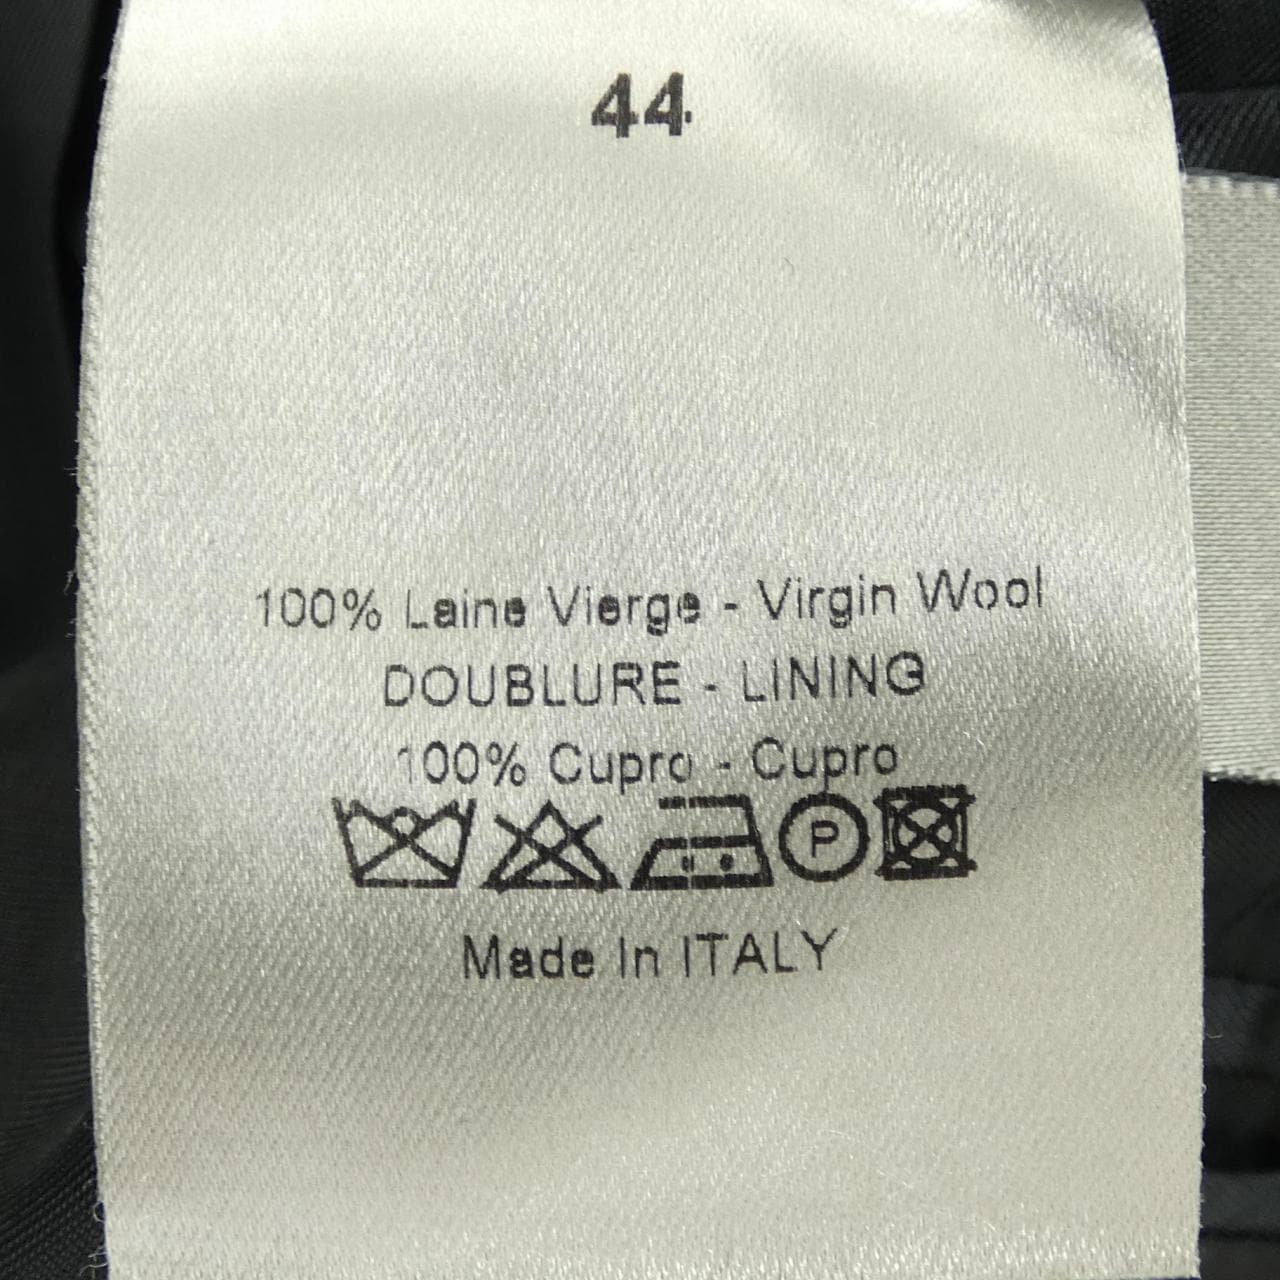 44
100% Laine Vierge - Virgin Wool
DOUBLURE - LINING
100% Cupro - Cupro
P
Made In ITALY